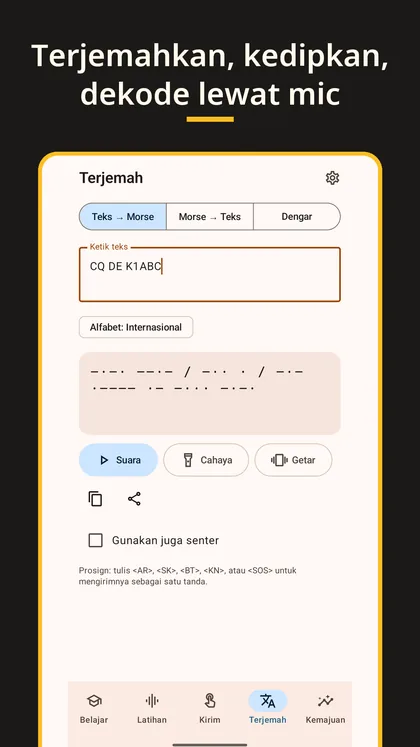 Terjemahkan, kedipkan,
dekode lewat mic
Terjemah
Teks → Morse
Morse → Teks
Dengar
Ketik teks
CQ DE K1ABC
Alfabet: Internasional
—·—· ——·— / —·· · / —·—
·———— ·— —··· —·—·
Suara
Cahaya
Getar
Gunakan juga senter
Prosign: tulis <AR>, <SK>, <BT>, <KN>, atau <SOS> untuk
mengirimnya sebagai satu tanda.
Belajar
Latihan
Kirim
Terjemah
Kemajuan